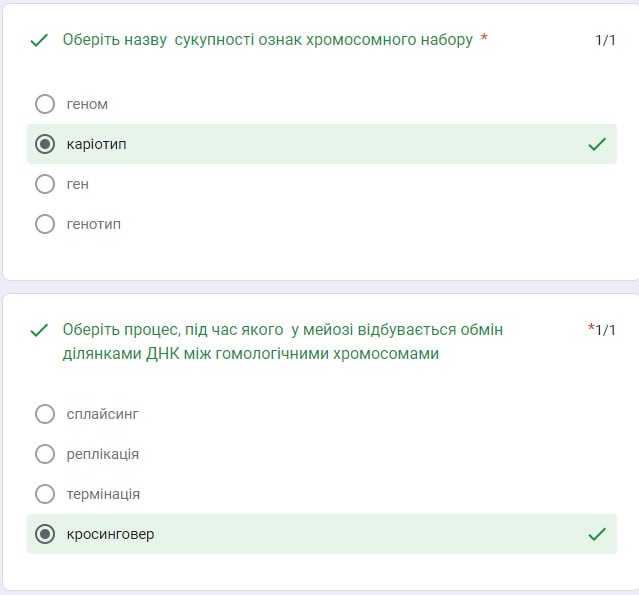 Оберіть назву сукупності ознак хромосомного набору * 1/1
геном
каріотип
ген
генотип
Оберіть процес, під час якого у мейозі відбувається обмін *1/1
ділянками ДНК між гомологічними хромосомами
сплайсинг
реплікація
термінація
кросинговер